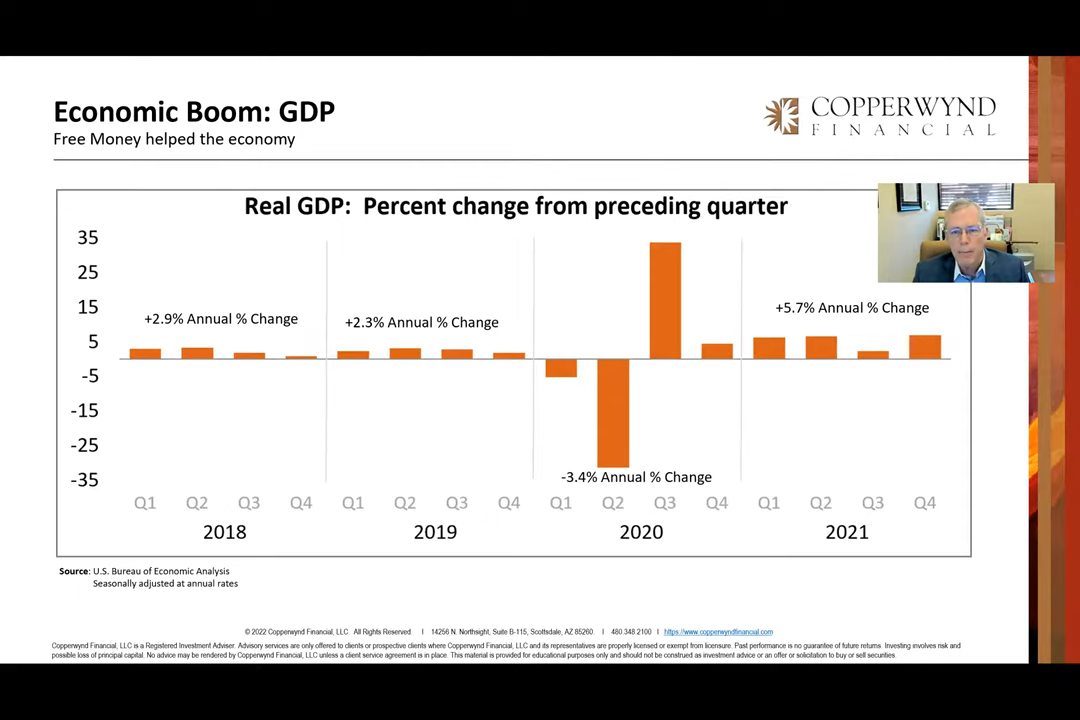 Economic Boom: GDP
Free Money helped the economy
COPPERWYND
FINANCIAL
Real GDP: Percent change from preceding quarter
35
25
15
5
-5
-15
-25
-35
+2.9% Annual % Change
+2.3% Annual % Change
-3.4% Annual % Change
+5.7% Annual % Change
Q1 Q2 Q3 Q4 Q1 Q2 Q3 Q4 Q1 Q2 Q3 Q4 Q1 Q2 Q3 Q4
2018 2019 2020 2021
Source: U.S. Bureau of Economic Analysis
Seasonally adjusted at annual rates
© 2022 Copperwynd Financial, LLC. All Rights Reserved. I 14256 N. Northsight, Suite B-115, Scottsdale, AZ 85260. I 480.348.2100 I https://www.copperwyndfinancial.com
Copperwynd Financial, LLC is a Registered Investment Adviser. Advisory services are only offered to clients or prospective clients where Copperwynd Financial, LLC and its representatives are properly licensed or exempt from licensure. Past performance is no guarantee of future returns. Investing involves risk and
possible loss of principal capital. No advice may be rendered by Copperwynd Financial, LLC unless a client service agreement is in place. This material is provided for educational purposes only and should not be construed as investment advice or an offer or solicitation to buy or sell securities.